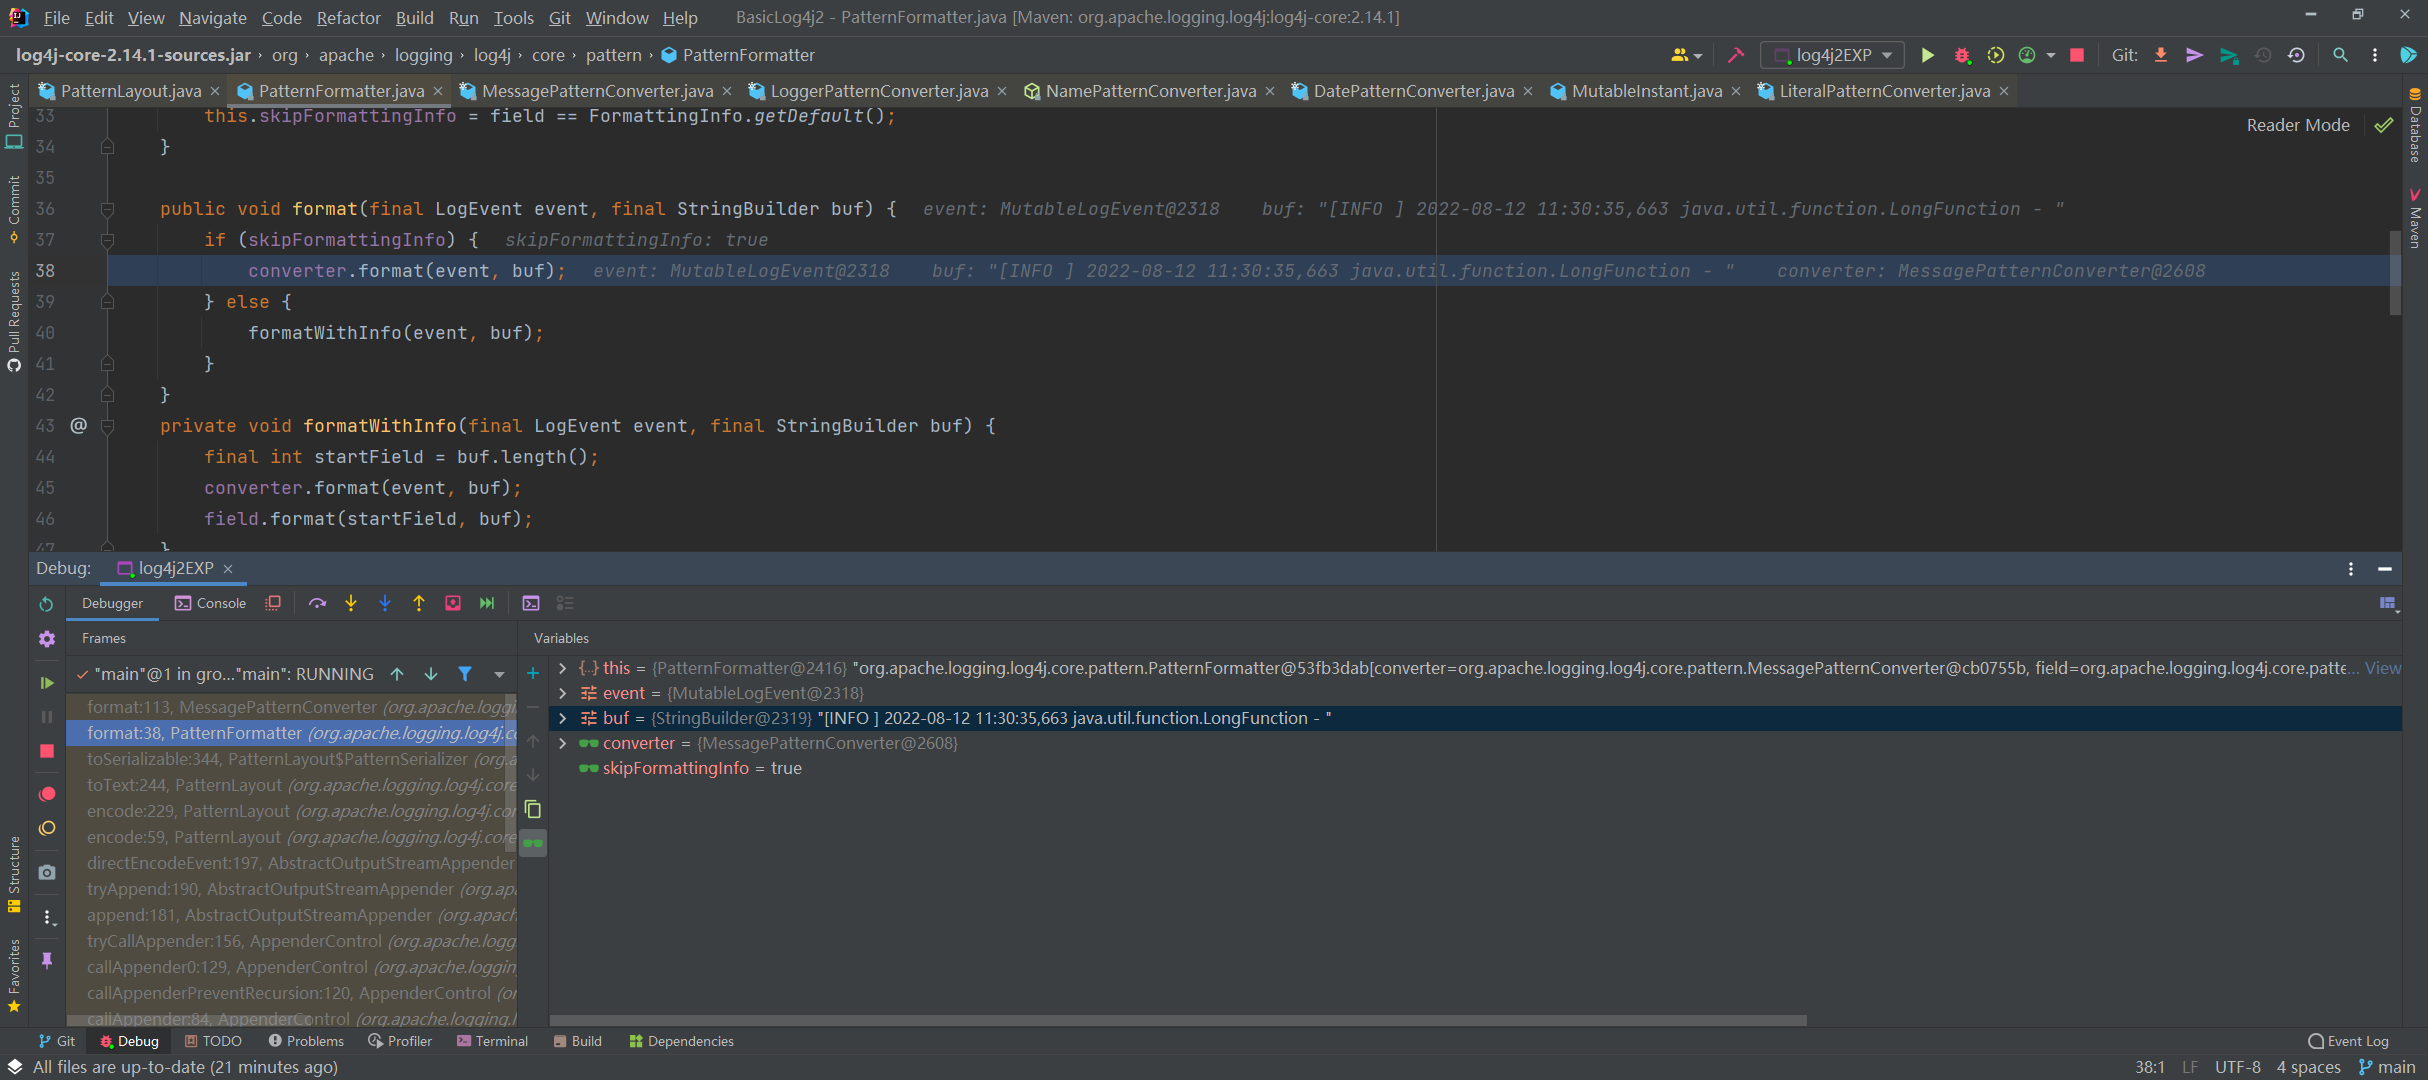 File Edit View Navigate Code Refactor Build Run Tools Git Window Help BasicLog4j2 - PatternFormatter.java [Maven: org.apache.logging.log4j:log4j-core:2.14.1]
log4j-core-2.14.1-sources.jar › org › apache › logging › log4j › core › pattern › PatternFormatter log4j2EXP Git:
PatternLayout.java × PatternFormatter.java × MessagePatternConverter.java × LoggerPatternConverter.java × NamePatternConverter.java × DatePatternConverter.java × MutableInstant.java × LiteralPatternConverter.java ×
Project
Commit
Pull Requests
Structure
Favorites
Database
Maven
Reader Mode
33 this.skipFormattingInfo = field == FormattingInfo.getDefault();
34 }
35
36 public void format(final LogEvent event, final StringBuilder buf) { event: MutableLogEvent@2318 buf: "[INFO ] 2022-08-12 11:30:35,663 java.util.function.LongFunction - "
37 if (skipFormattingInfo) { skipFormattingInfo: true
38 converter.format(event, buf); event: MutableLogEvent@2318 buf: "[INFO ] 2022-08-12 11:30:35,663 java.util.function.LongFunction - " converter: MessagePatternConverter@2608
39 } else {
40 formatWithInfo(event, buf);
41 }
42 }
43 @ private void formatWithInfo(final LogEvent event, final StringBuilder buf) {
44 final int startField = buf.length();
45 converter.format(event, buf);
46 field.format(startField, buf);
47 }
Debug: log4j2EXP ×
Debugger Console
Frames
"main"@1 in gro..."main": RUNNING
format:113, MessagePatternConverter (org.apache.loggi
format:38, PatternFormatter (org.apache.logging.log4j.c
toSerializable:344, PatternLayout$PatternSerializer (org.a
toText:244, PatternLayout (org.apache.logging.log4j.core
encode:229, PatternLayout (org.apache.logging.log4j.core
encode:59, PatternLayout (org.apache.logging.log4j.core
directEncodeEvent:197, AbstractOutputStreamAppender
tryAppend:190, AbstractOutputStreamAppender (org.apa
append:181, AbstractOutputStreamAppender (org.apach
tryCallAppender:156, AppenderControl (org.apache.logg
callAppender0:129, AppenderControl (org.apache.loggin
callAppenderPreventRecursion:120, AppenderControl (or
callAppender:84, AppenderControl (org.apache.logging.l
Variables
this = {PatternFormatter@2416} "org.apache.logging.log4j.core.pattern.PatternFormatter@53fb3dab[converter=org.apache.logging.log4j.core.pattern.MessagePatternConverter@cb0755b, field=org.apache.logging.log4j.core.patte... View
event = {MutableLogEvent@2318}
buf = {StringBuilder@2319} "[INFO ] 2022-08-12 11:30:35,663 java.util.function.LongFunction - "
converter = {MessagePatternConverter@2608}
skipFormattingInfo = true
Git Debug TODO Problems Profiler Terminal Build Dependencies Event Log
All files are up-to-date (21 minutes ago) 38:1 LF UTF-8 4 spaces main